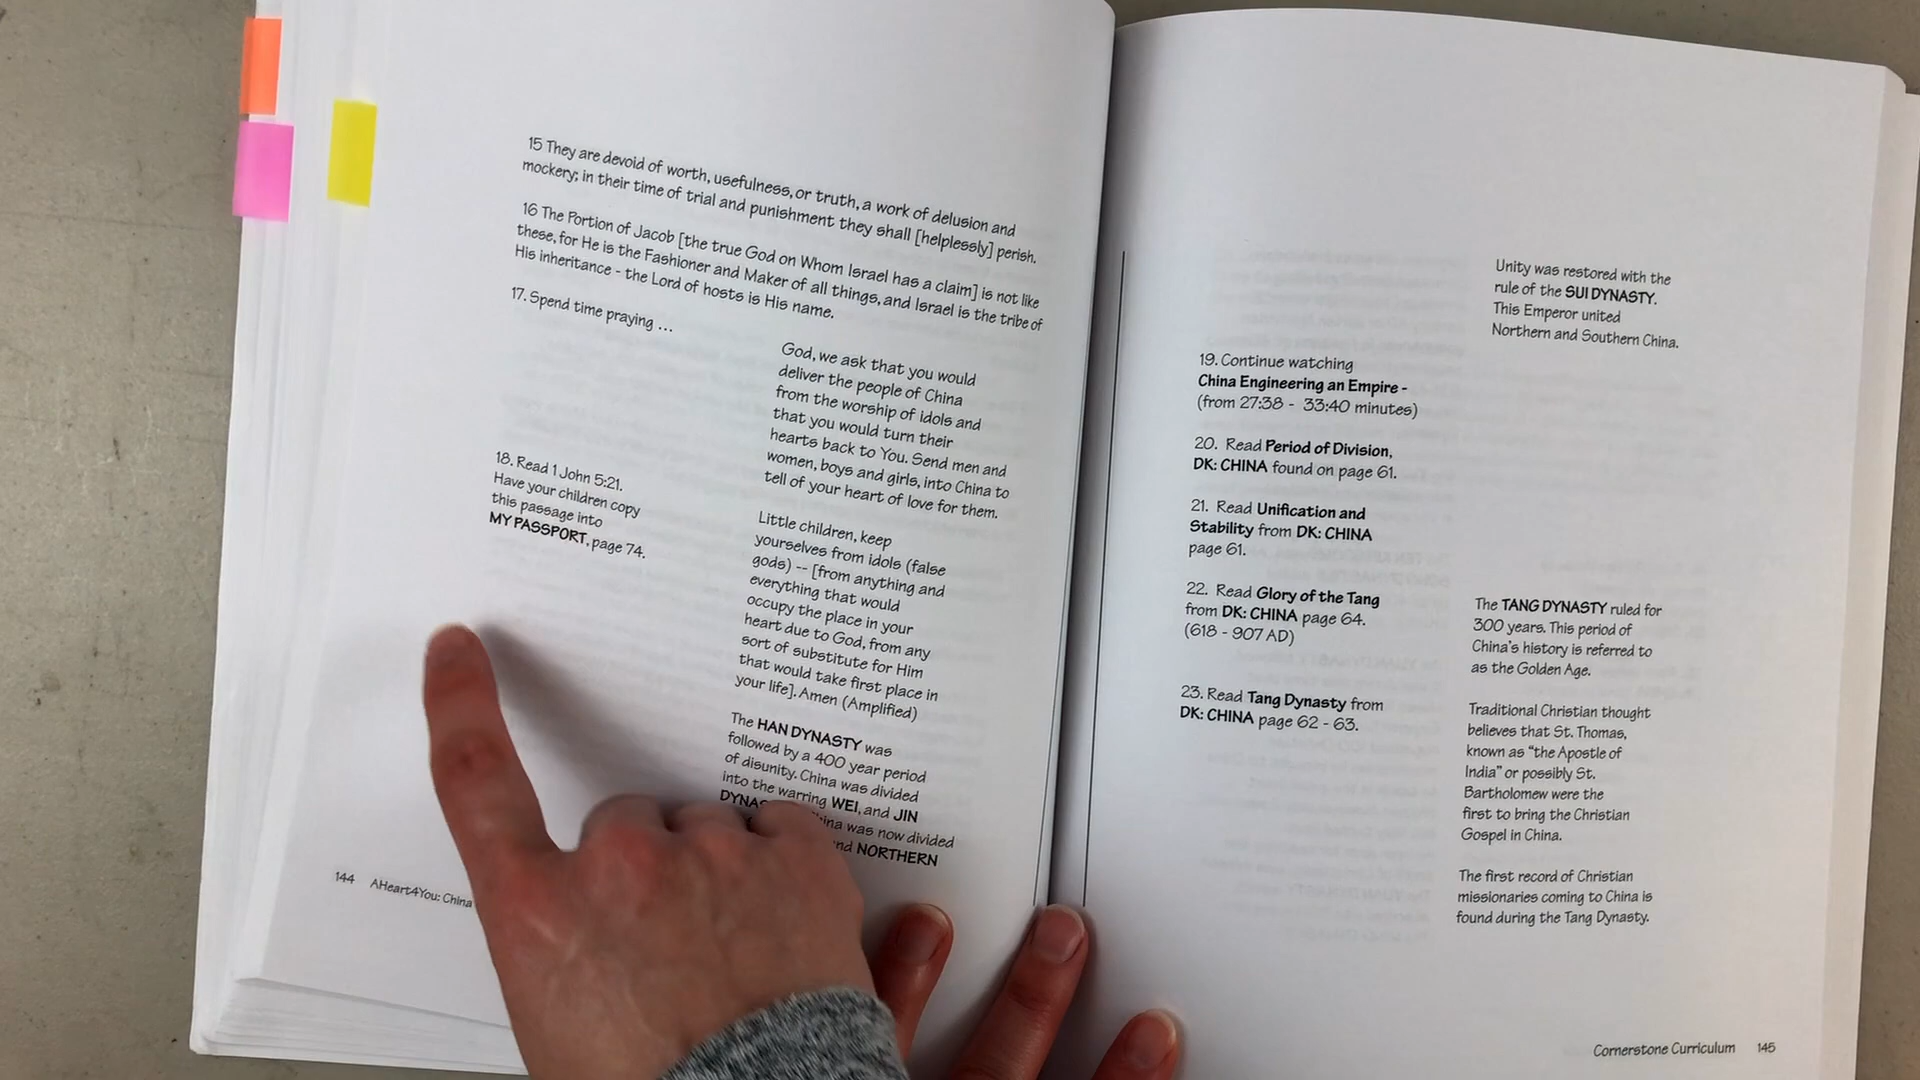 15 They are devoid of worth, usefulness, or truth, a work of delusion and
mockery; in their time of trial and punishment they shall [helplessly] perish.
16 The Portion of Jacob [the true God on Whom Israel has a claim] is not like
these, for He is the Fashioner and Maker of all things, and Israel is the tribe of
His inheritance - the Lord of hosts is His name.
17. Spend time praying ...
God, we ask that you would
deliver the people of China
from the worship of idols and
that you would turn their
hearts back to You. Send men and
women, boys and girls, into China to
tell of your heart of love for them.
18. Read 1 John 5:21.
Have your children copy
this passage into
MY PASSPORT, page 74.
Little children, keep
yourselves from idols (false
gods) -- [from anything and
everything that would
occupy the place in your
heart due to God, from any
sort of substitute for Him
that would take first place in
your life]. Amen (Amplified)
The HAN DYNASTY was
followed by a 400 year period
of disunity. China was divided
into the warring WEI, and JIN
was now divided
NORTHERN
144 AHeart4You: China
Unity was restored with the
rule of the SUI DYNASTY.
This Emperor united
Northern and Southern China.
19. Continue watching
China Engineering an Empire -
(from 27:38 - 33:40 minutes)
20. Read Period of Division,
DK: CHINA found on page 61.
21. Read Unification and
Stability from DK: CHINA
page 61.
22. Read Glory of the Tang
from DK: CHINA page 64.
(618 - 907 AD)
The TANG DYNASTY ruled for
300 years. This period of
China's history is referred to
as the Golden Age.
23. Read Tang Dynasty from
DK: CHINA page 62 - 63.
Traditional Christian thought
believes that St. Thomas,
known as "the Apostle of
India" or possibly St.
Bartholomew were the
first to bring the Christian
Gospel in China.
The first record of Christian
missionaries coming to China is
found during the Tang Dynasty.
Cornerstone Curriculum 145